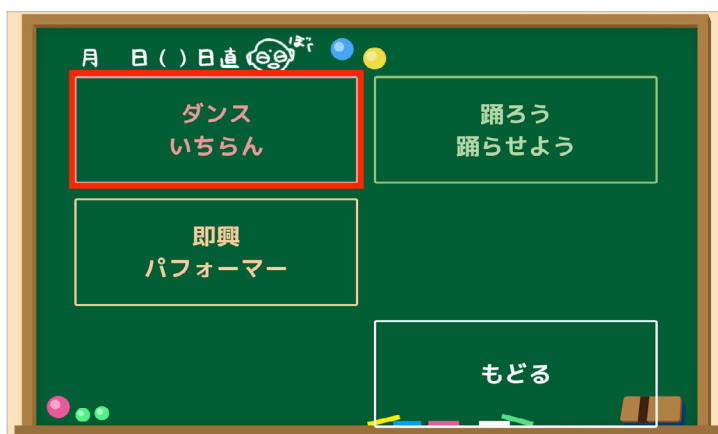 月 日()日直 ぼく
ダンス
いちらん
踊ろう
踊らせよう
即興
パフォーマー
もどる